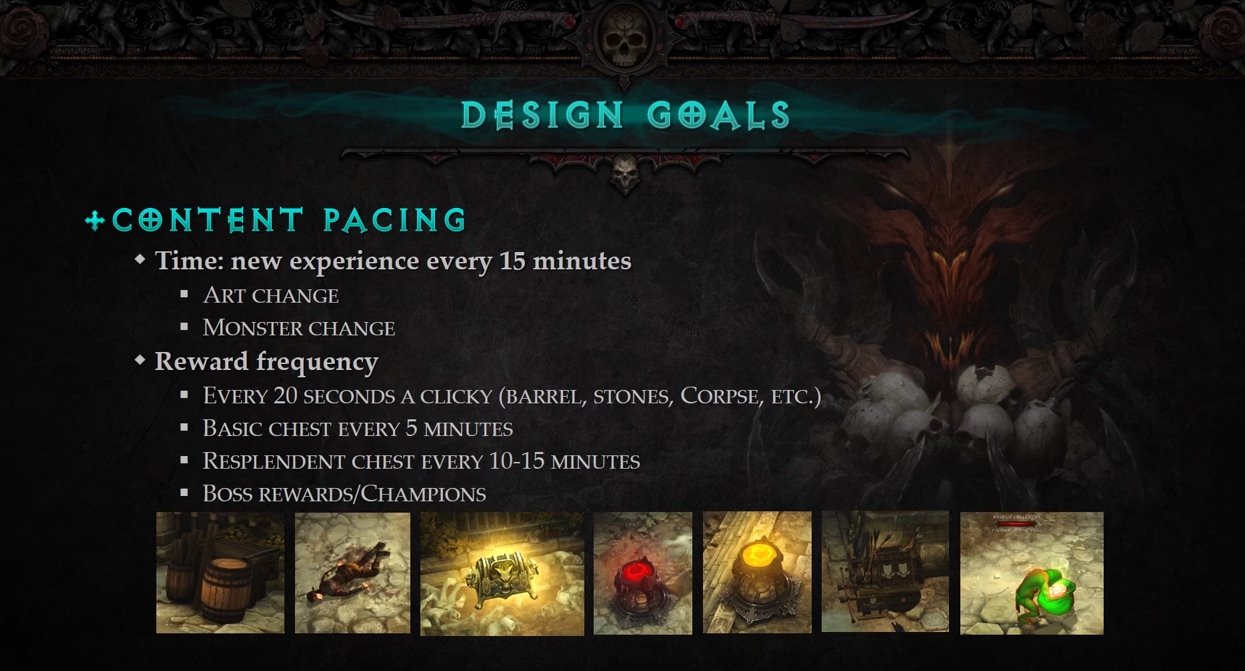 DESIGN GOALS
CONTENT PACING
Time: new experience every 15 minutes
ART CHANGE
MONSTER CHANGE
Reward frequency
EVERY 20 SECONDS A CLICKY (BARREL, STONES, CORPSE, ETC.)
BASIC CHEST EVERY 5 MINUTES
RESPLENDENT CHEST EVERY 10-15 MINUTES
BOSS REWARDS/CHAMPIONS